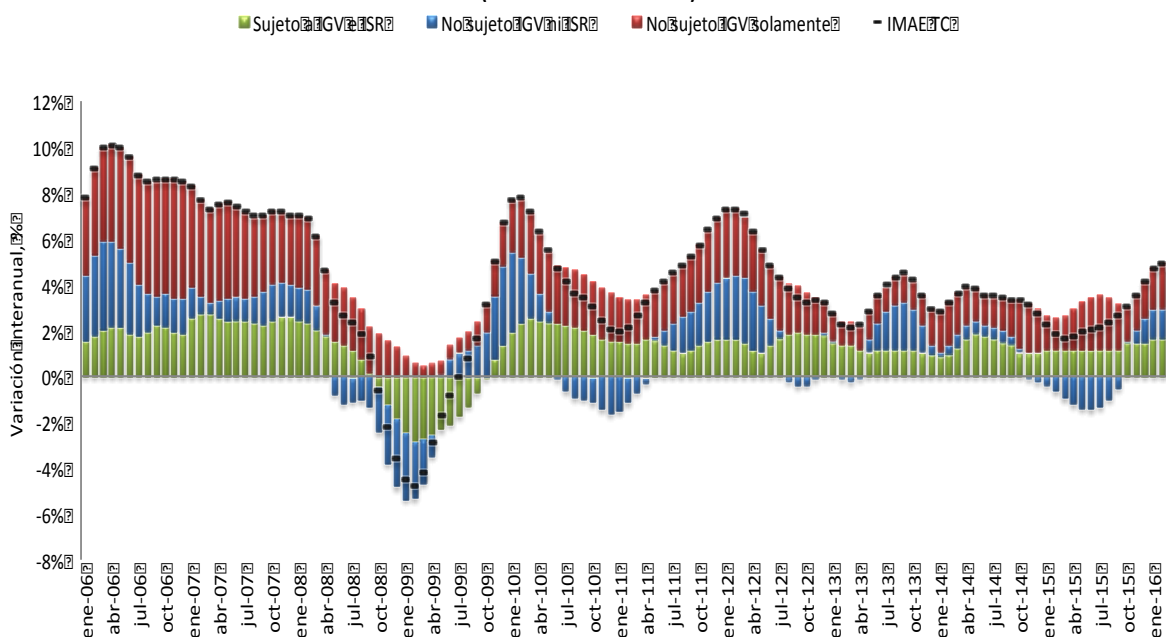 Sujeto a IGV e ISR No sujeto IGV ni ISR No sujeto IGV solamente IMAE TC
12%
10%
8%
6%
4%
2%
0%
-2%
-4%
-6%
-8%
Variación interanual, %
ene-06
abr-06
jul-06
oct-06
ene-07
abr-07
jul-07
oct-07
ene-08
abr-08
jul-08
oct-08
ene-09
abr-09
jul-09
oct-09
ene-10
abr-10
jul-10
oct-10
ene-11
abr-11
jul-11
oct-11
ene-12
abr-12
jul-12
oct-12
ene-13
abr-13
jul-13
oct-13
ene-14
abr-14
jul-14
oct-14
ene-15
abr-15
jul-15
oct-15
ene-16